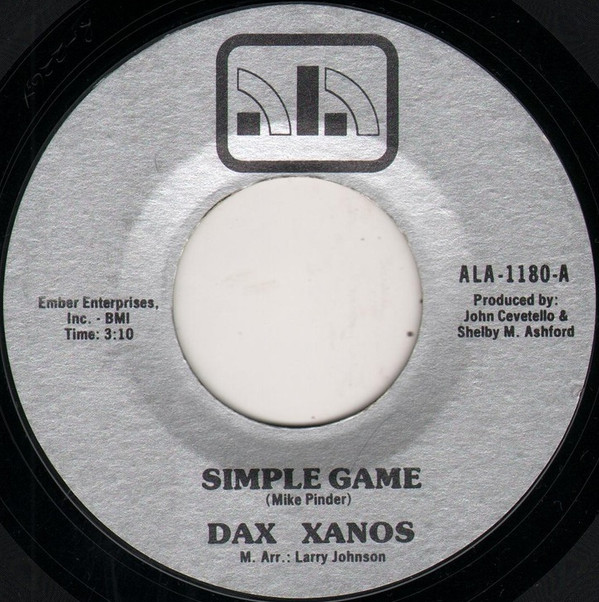 ALA-1180-A
Ember Enterprises,
Inc. - BMI
Time: 3:10
Produced by:
John Cevetello &
Shelby M. Ashford
SIMPLE GAME
(Mike Pinder)
DAX XANOS
M. Arr.: Larry Johnson